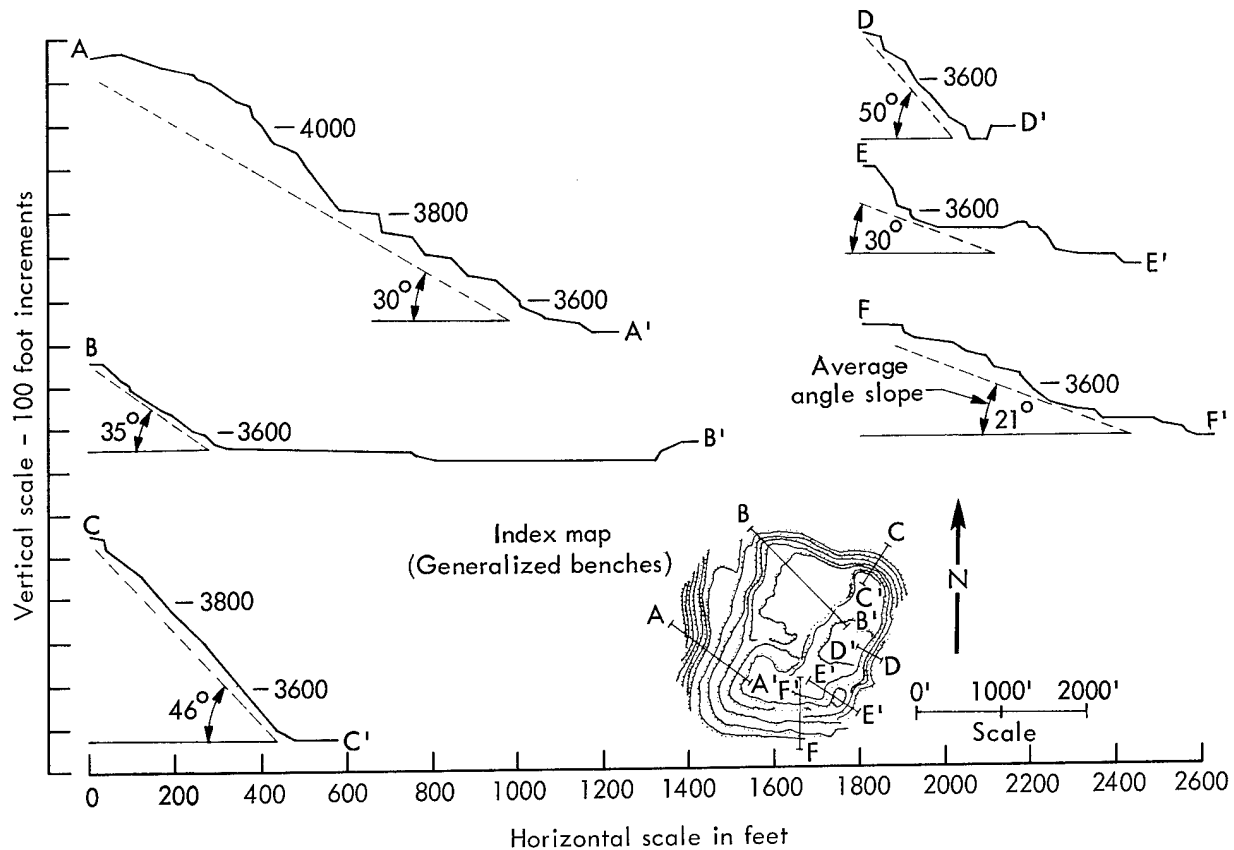 A
4000
3800
30°
3600
A'
D
3600
50°
D'
E
3600
30°
E'
F
Average
angle slope
3600
21°
F'
B
35°
3600
B'
C
3800
3600
46°
C'
Index map
(Generalized benches)
B
C
A
C'
B'
D'
D
A'
F'
E'
E'
F
N
0' 1000' 2000'
Scale
Vertical scale - 100 foot increments
0 200 400 600 800 1000 1200 1400 1600 1800 2000 2200 2400 2600
Horizontal scale in feet